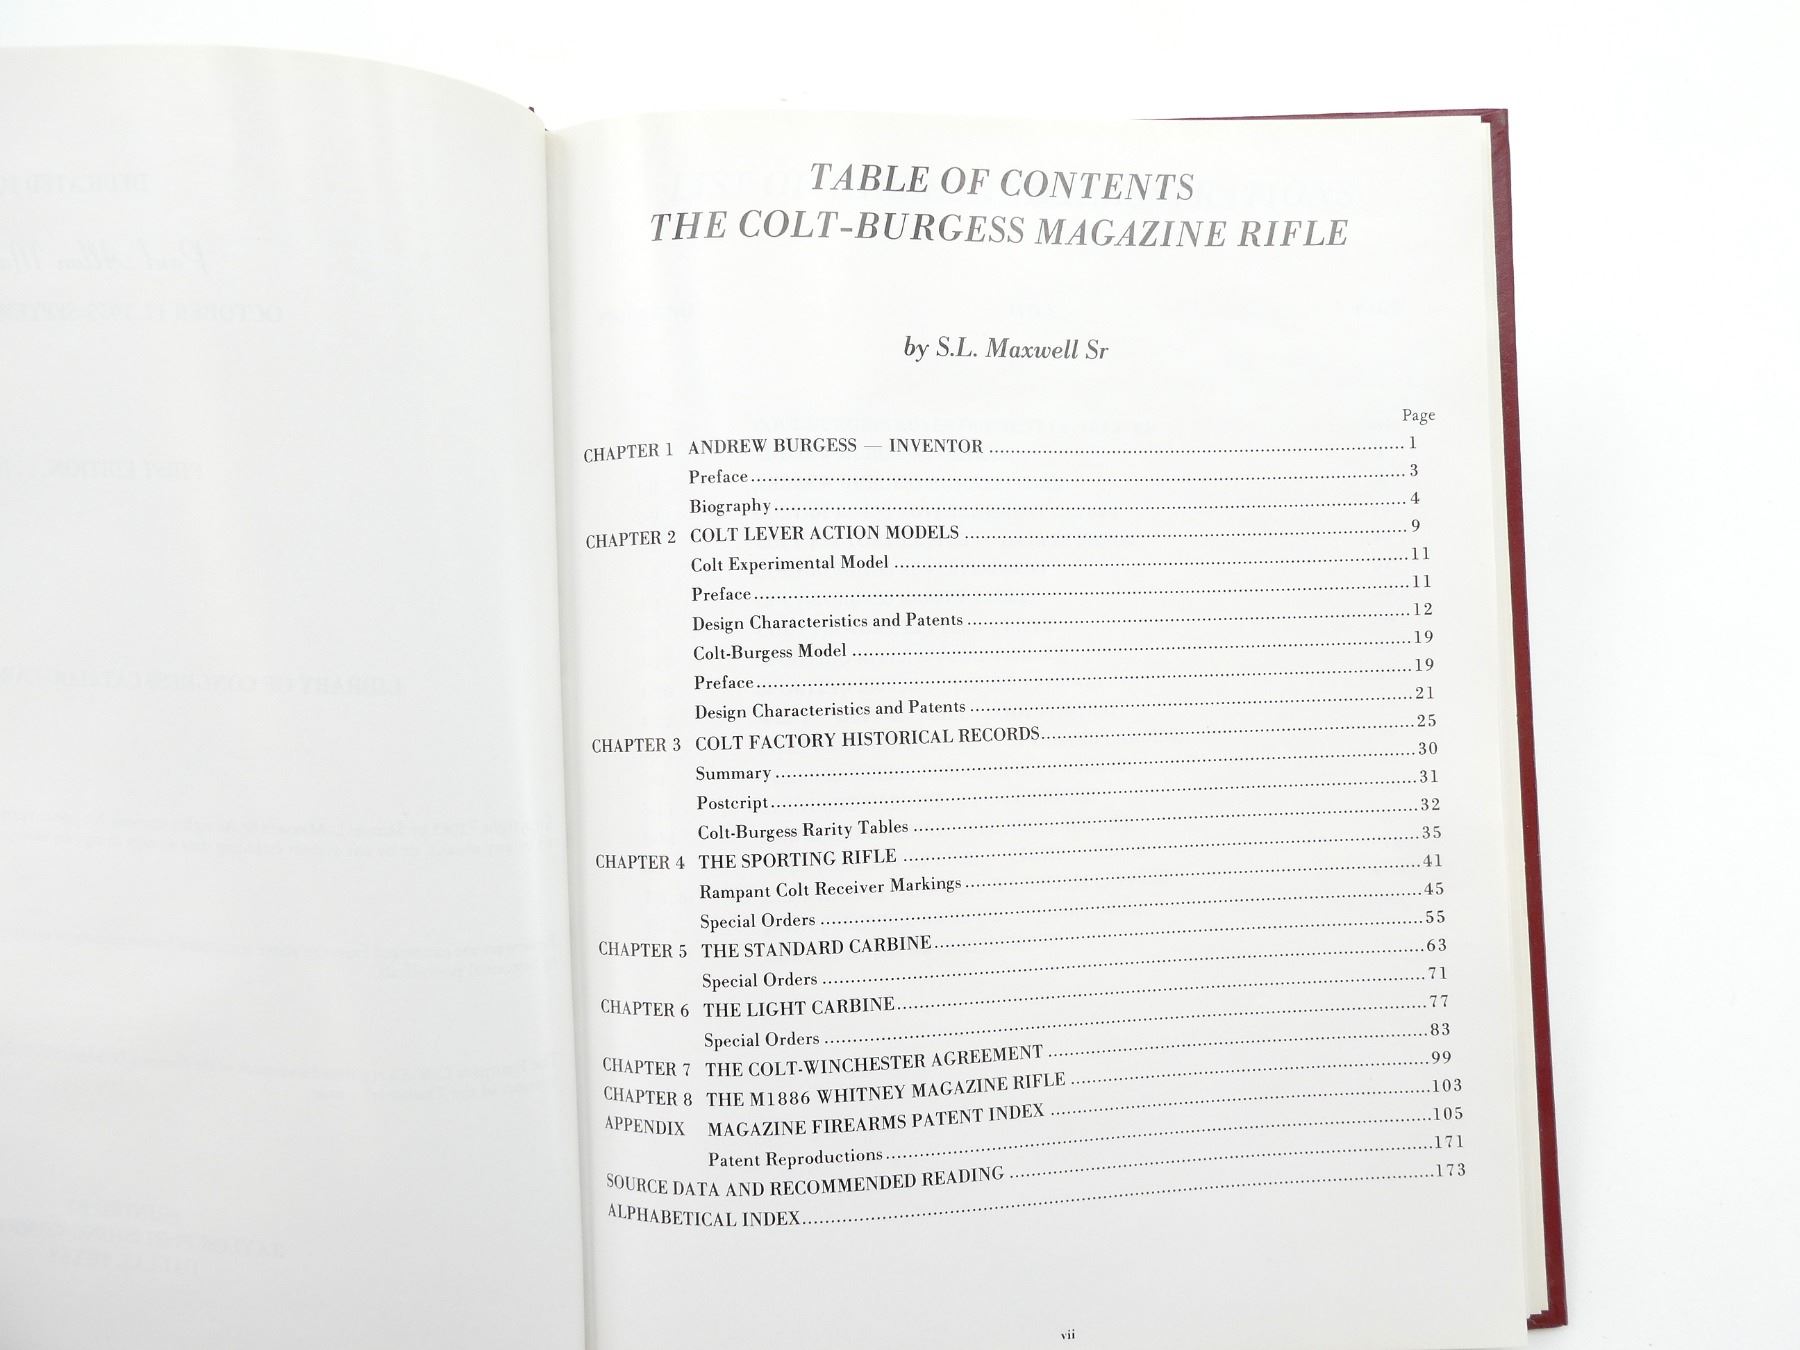 TABLE OF CONTENTS
THE COLT-BURGESS MAGAZINE RIFLE
by S.L. Maxwell Sr
Page
CHAPTER 1 ANDREW BURGESS — INVENTOR 1
Preface 3
Biography 4
CHAPTER 2 COLT LEVER ACTION MODELS 9
Colt Experimental Model 11
Preface 11
Design Characteristics and Patents 12
Colt-Burgess Model 19
Preface 19
Design Characteristics and Patents 21
CHAPTER 3 COLT FACTORY HISTORICAL RECORDS 25
Summary 30
Postcript 31
Colt-Burgess Rarity Tables 32
CHAPTER 4 THE SPORTING RIFLE 35
Rampant Colt Receiver Markings 41
Special Orders 45
CHAPTER 5 THE STANDARD CARBINE 55
Special Orders 63
CHAPTER 6 THE LIGHT CARBINE 71
Special Orders 77
CHAPTER 7 THE COLT-WINCHESTER AGREEMENT 83
CHAPTER 8 THE M1886 WHITNEY MAGAZINE RIFLE 99
APPENDIX MAGAZINE FIREARMS PATENT INDEX 103
Patent Reproductions 105
SOURCE DATA AND RECOMMENDED READING 171
ALPHABETICAL INDEX 173
vii